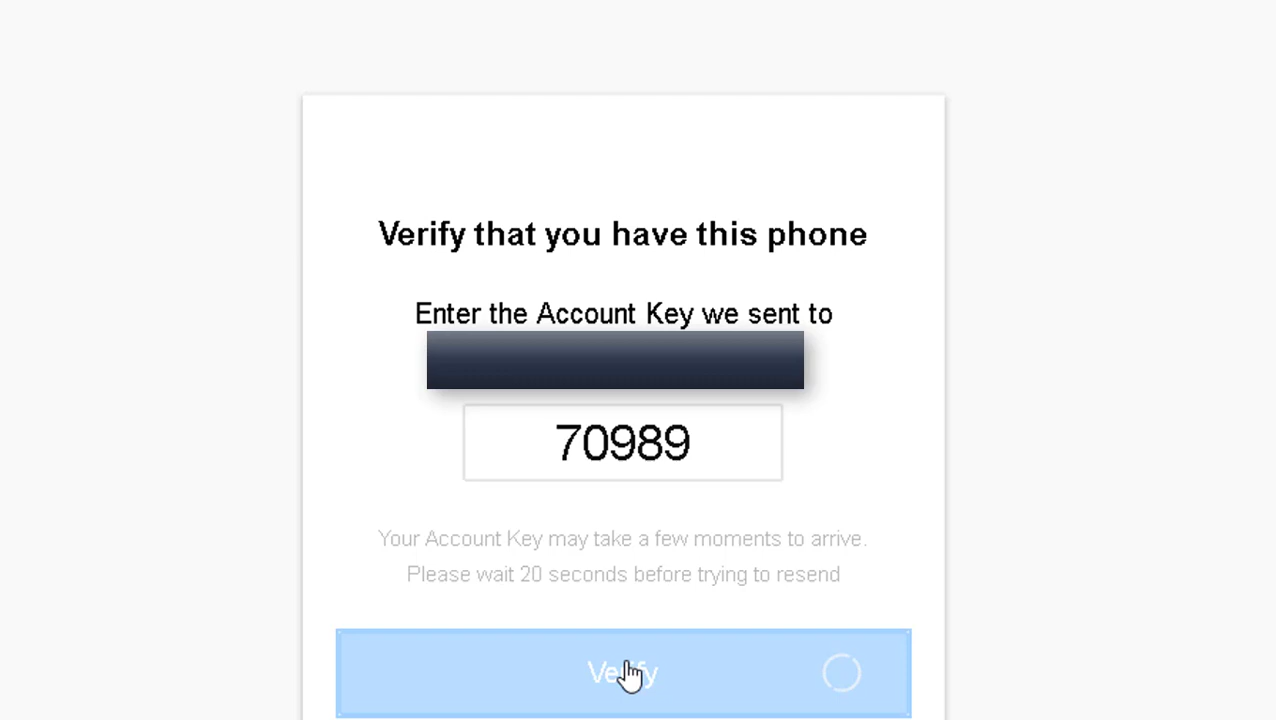 Verify that you have this phone
Enter the Account Key we sent to
70989
Your Account Key may take a few moments to arrive.
Please wait 20 seconds before trying to resend
Verify